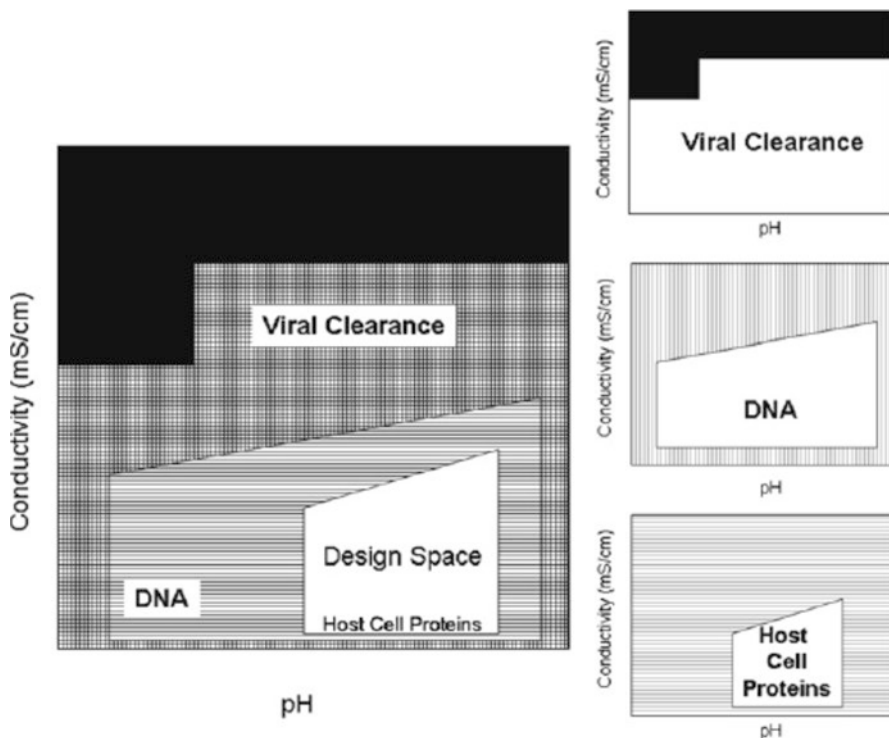 Conductivity (mS/cm)
Viral Clearance
Design Space
DNA
Host Cell Proteins
pH
Conductivity (mS/cm)
Viral Clearance
pH
Conductivity (mS/cm)
DNA
pH
Conductivity (mS/cm)
Host
Cell
Proteins
pH